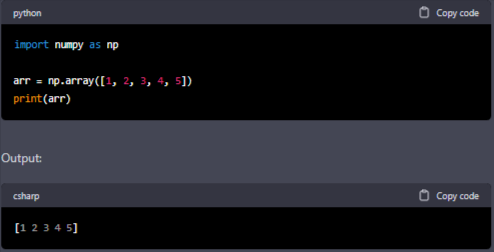 python Copy code
import numpy as np
arr = np.array([1, 2, 3, 4, 5])
print(arr)
Output:
csharp Copy code
[1 2 3 4 5]